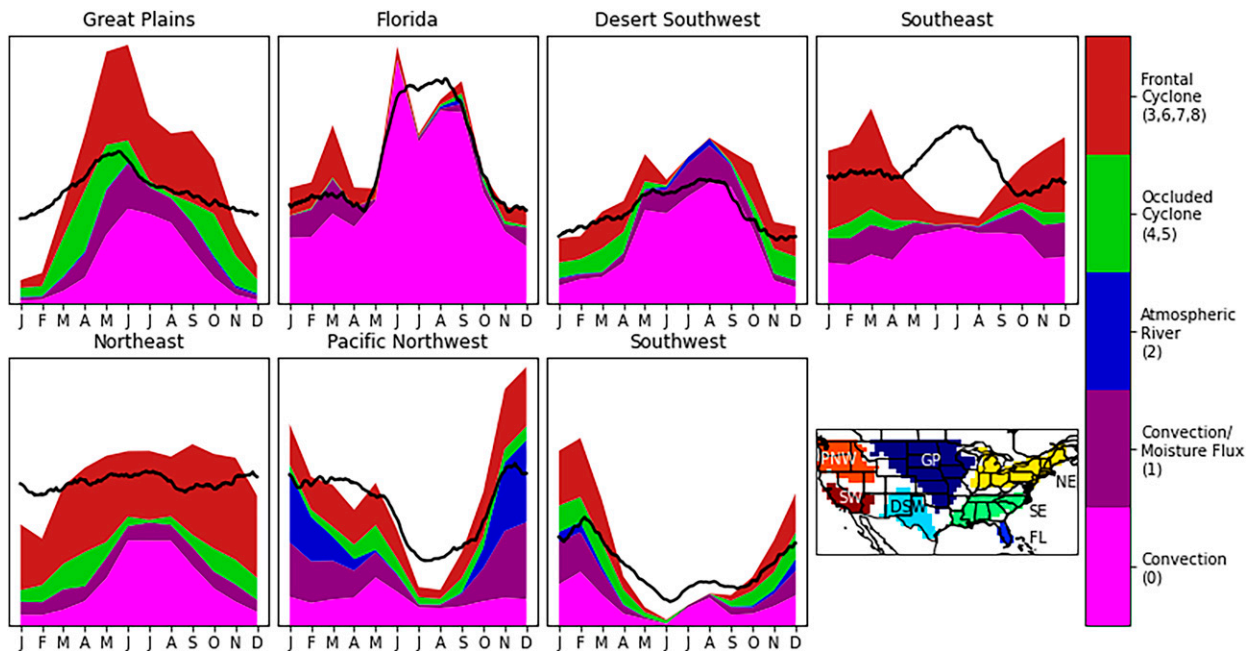 Great Plains
Florida
Desert Southwest
Southeast
J F M A M J J A S O N D
J F M A M J J A S O N D
J F M A M J J A S O N D
J F M A M J J A S O N D
Northeast
Pacific Northwest
Southwest
J F M A M J J A S O N D
J F M A M J J A S O N D
J F M A M J J A S O N D
PNW
GP
NE
SW
DSW
SE
FL
Frontal
Cyclone
(3,6,7,8)
Occluded
Cyclone
(4,5)
Atmospheric
River
(2)
Convection/
Moisture Flux
(1)
Convection
(0)